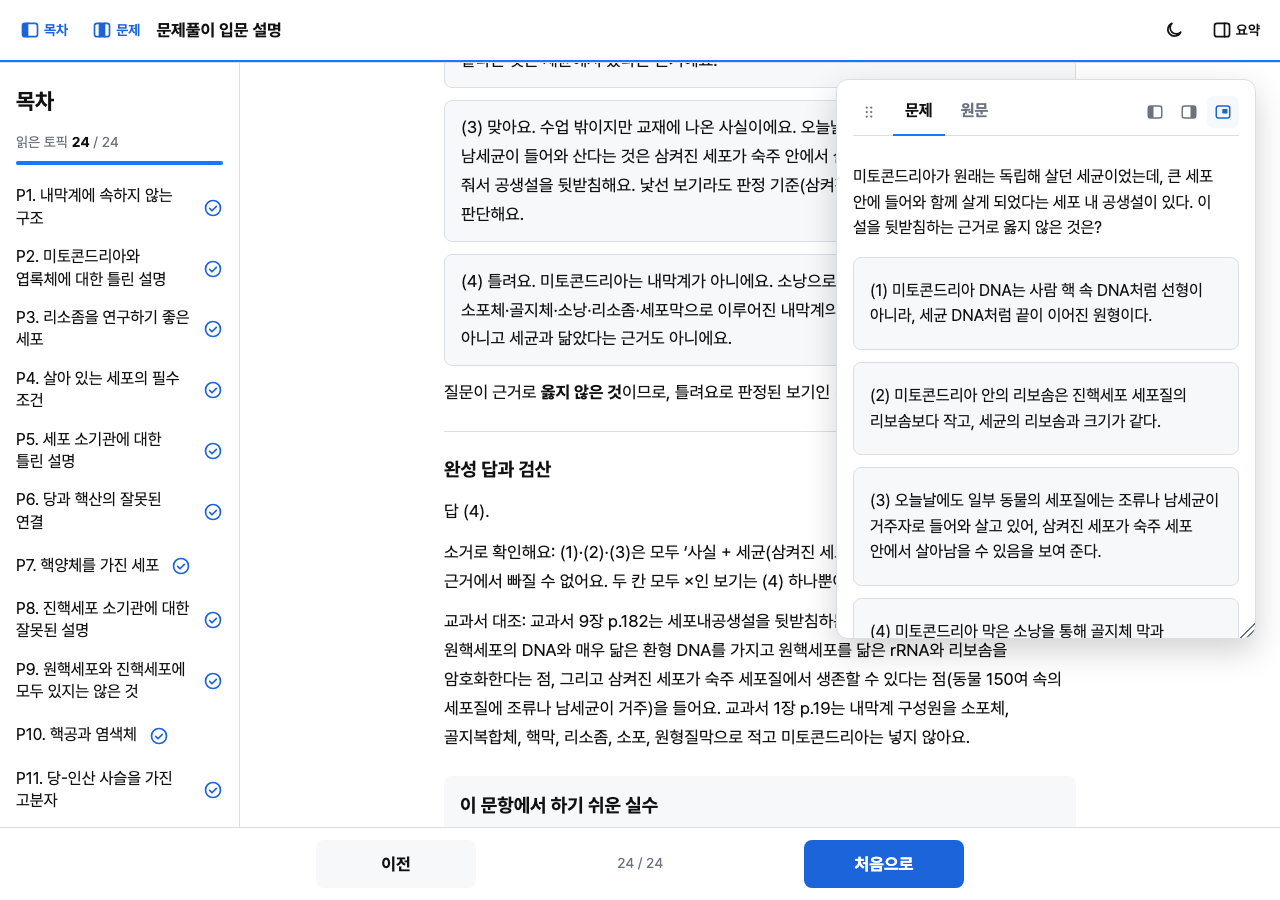 목차
문제
문제풀이 입문 설명
요약
목차
읽은 토픽 24 / 24
P1. 내막계에 속하지 않는
구조
P2. 미토콘드리아와
엽록체에 대한 틀린 설명
P3. 리소좀을 연구하기 좋은
세포
P4. 살아 있는 세포의 필수
조건
P5. 세포 소기관에 대한
틀린 설명
P6. 당과 핵산의 잘못된
연결
P7. 핵양체를 가진 세포
P8. 진핵세포 소기관에 대한
잘못된 설명
P9. 원핵세포와 진핵세포에
모두 있지는 않은 것
P10. 핵공과 염색체
P11. 당-인산 사슬을 가진
고분자
(3) 맞아요. 수업 밖이지만 교재에 나온 사실이에요.
남세균이 들어와 산다는 것은 삼켜진 세포가 숙주 안에서
줘서 공생설을 뒷받침해요. 낯선 보기라도 판정
판단해요.
(4) 틀려요. 미토콘드리아는 내막계가 아니에요. 소낭으로
소포체·골지체·소낭·리소좀·세포막으로 이루어진
아니고 세균과 닮았다는 근거도 아니에요.
질문이 근거로 옳지 않은 것이므로, 틀려요로 판정된 보기인
완성 답과 검산
답 (4).
소거로 확인해요: (1)·(2)·(3)은 모두 ‘사실 + 세균(삼켜진
근거에서 빠질 수 없어요. 두 칸 모두 ×인 보기는 (4)
교과서 대조: 교과서 9장 p.182는 세포내공생설을
원핵세포의 DNA와 매우 닮은 환형 DNA를 가지고 원핵세포를 닮은 rRNA와 리보솜을
암호화한다는 점, 그리고 삼켜진 세포가 숙주 세포질에서 생존할 수 있다는 점(동물 150여 속의
세포질에 조류나 남세균이 거주)을 들어요. 교과서 1장 p.19는 내막계 구성원을 소포체,
골지복합체, 핵막, 리소좀, 소포, 원형질막으로 적고 미토콘드리아는 넣지 않아요.
이 문항에서 하기 쉬운 실수
문제
원문
미토콘드리아가 원래는 독립해 살던 세균이었는데, 큰 세포
안에 들어와 함께 살게 되었다는 세포 내 공생설이 있다. 이
설을 뒷받침하는 근거로 옳지 않은 것은?
(1) 미토콘드리아 DNA는 사람 핵 속 DNA처럼 선형이
아니라, 세균 DNA처럼 끝이 이어진 원형이다.
(2) 미토콘드리아 안의 리보솜은 진핵세포 세포질의
리보솜보다 작고, 세균의 리보솜과 크기가 같다.
(3) 오늘날에도 일부 동물의 세포질에는 조류나 남세균이
거주자로 들어와 살고 있어, 삼켜진 세포가 숙주 세포
안에서 살아남을 수 있음을 보여 준다.
(4) 미토콘드리아 막은 소낭을 통해 골지체 막과
이전
24 / 24
처음으로